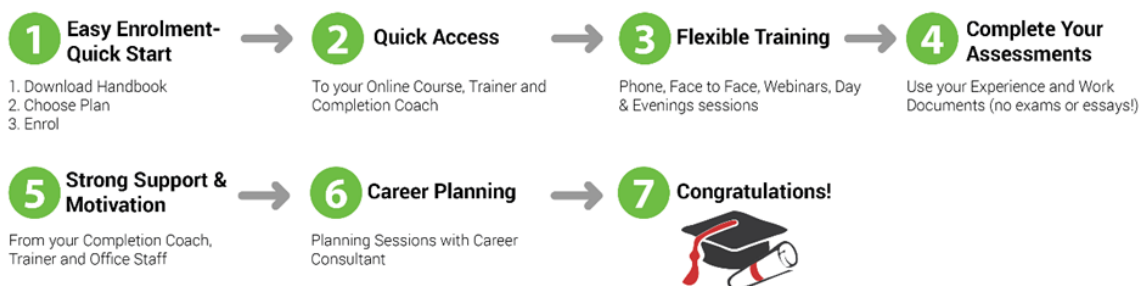 1 Easy Enrolment-
Quick Start
1. Download Handbook
2. Choose Plan
3. Enrol
2 Quick Access
To your Online Course, Trainer and
Completion Coach
3 Flexible Training
Phone, Face to Face, Webinars, Day
& Evenings sessions
4 Complete Your
Assessments
Use your Experience and Work
Documents (no exams or essays!)
5 Strong Support &
Motivation
From your Completion Coach,
Trainer and Office Staff
6 Career Planning
Planning Sessions with Career
Consultant
7 Congratulations!